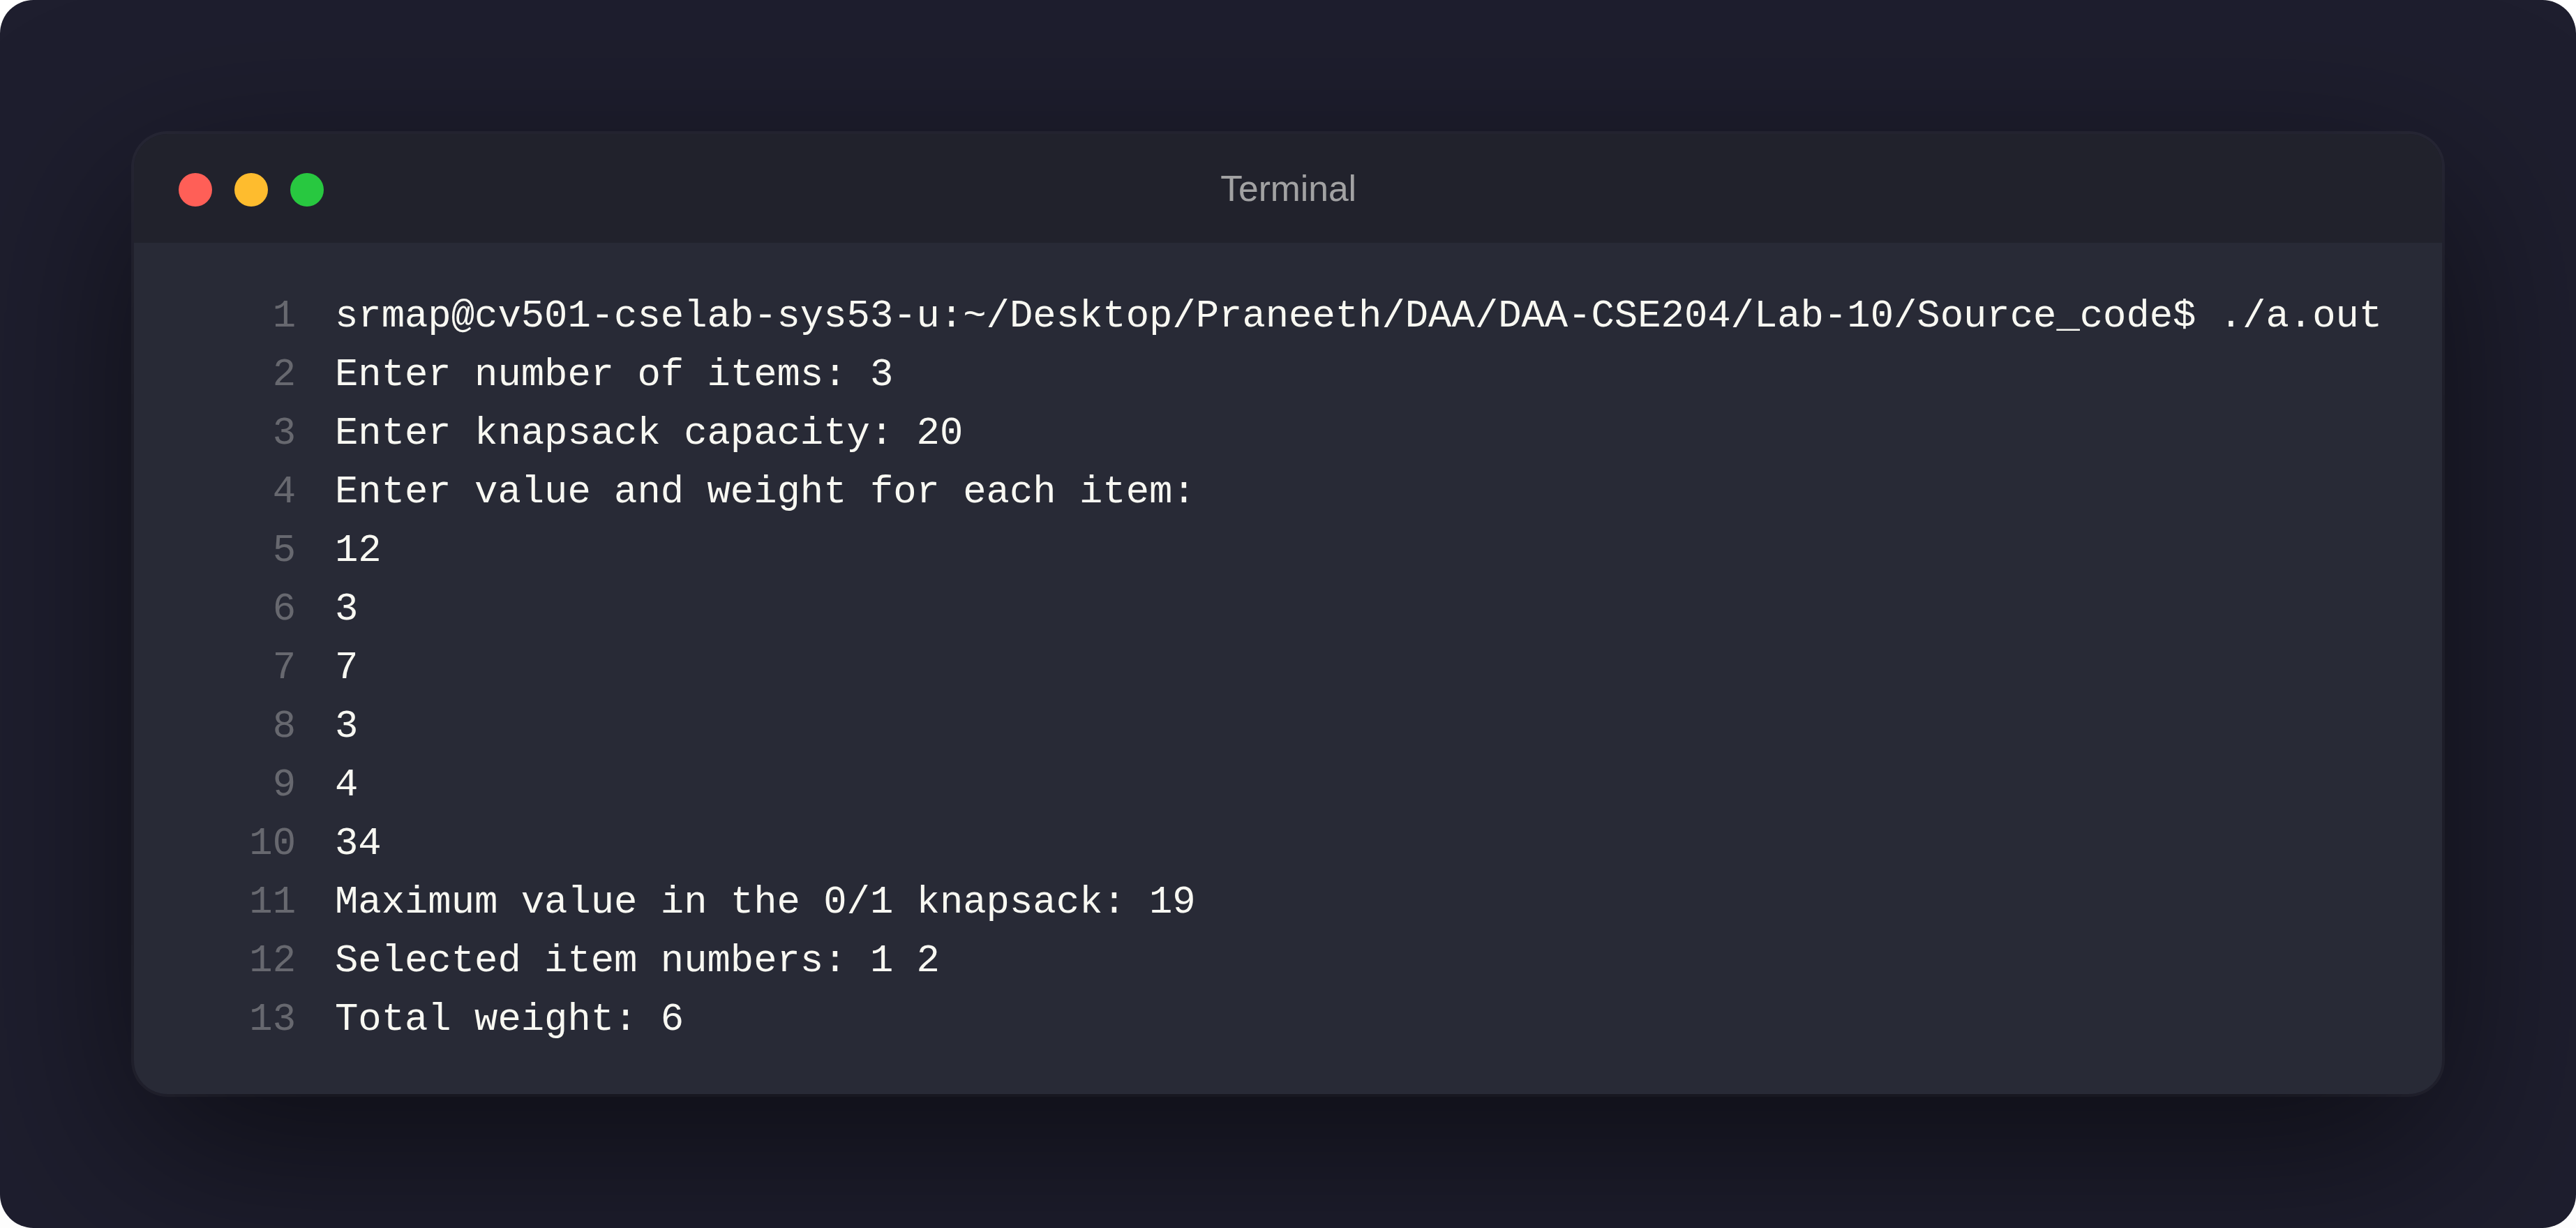 Terminal
1 srmap@cv501-cselab-sys53-u:~/Desktop/Praneeth/DAA/DAA-CSE204/Lab-10/Source_code$ ./a.out
2 Enter number of items: 3
3 Enter knapsack capacity: 20
4 Enter value and weight for each item:
5 12
6 3
7 7
8 3
9 4
10 34
11 Maximum value in the 0/1 knapsack: 19
12 Selected item numbers: 1 2
13 Total weight: 6